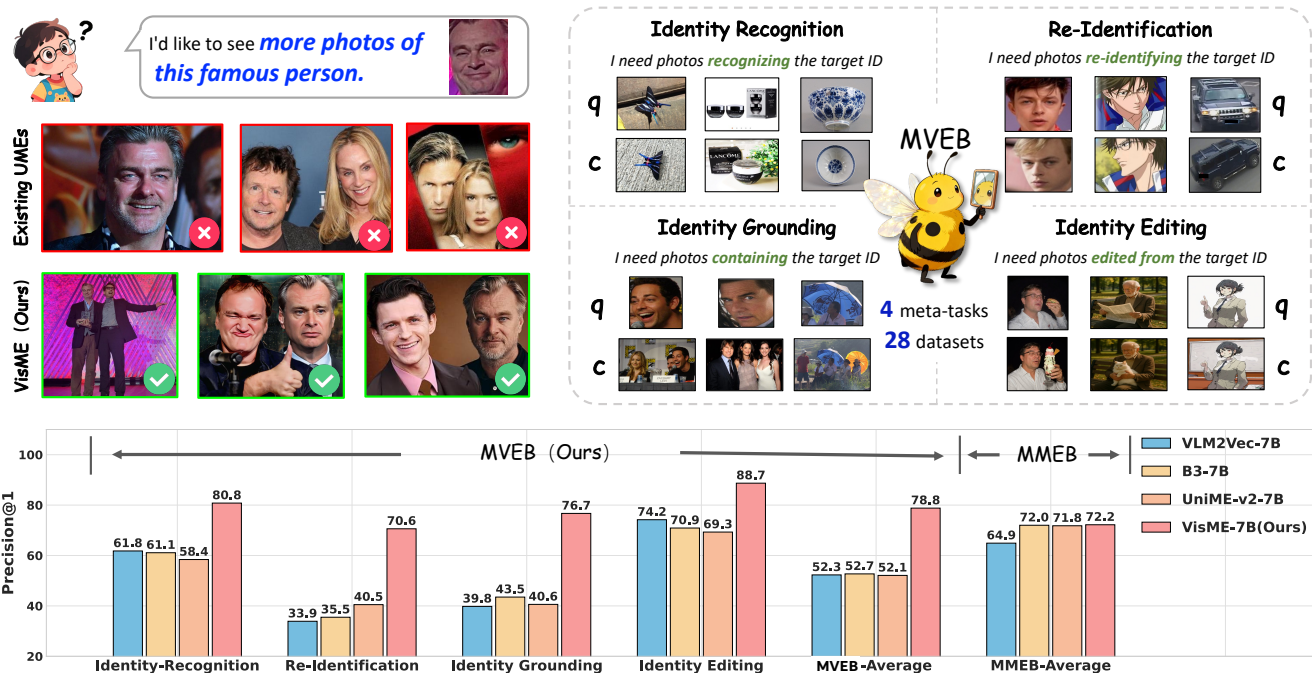 ?
I'd like to see more photos of
this famous person.
Existing UMEs
VisME (Ours)
Identity Recognition
I need photos recognizing the target ID
q
c
LANCOME
Re-Identification
I need photos re-identifying the target ID
q
c
MVEB
Identity Grounding
I need photos containing the target ID
q
c
4 meta-tasks
28 datasets
Identity Editing
I need photos edited from the target ID
q
c
Precision@1
100
80
60
40
20
MVEB (Ours)
MMEB
VLM2Vec-7B
B3-7B
UniME-v2-7B
VisME-7B(Ours)
61.8 61.1 58.4 80.8
33.9 35.5 40.5 70.6
39.8 43.5 40.6 76.7
74.2 70.9 69.3 88.7
52.3 52.7 52.1 78.8
64.9 72.0 71.8 72.2
Identity-Recognition
Re-Identification
Identity Grounding
Identity Editing
MVEB-Average
MMEB-Average